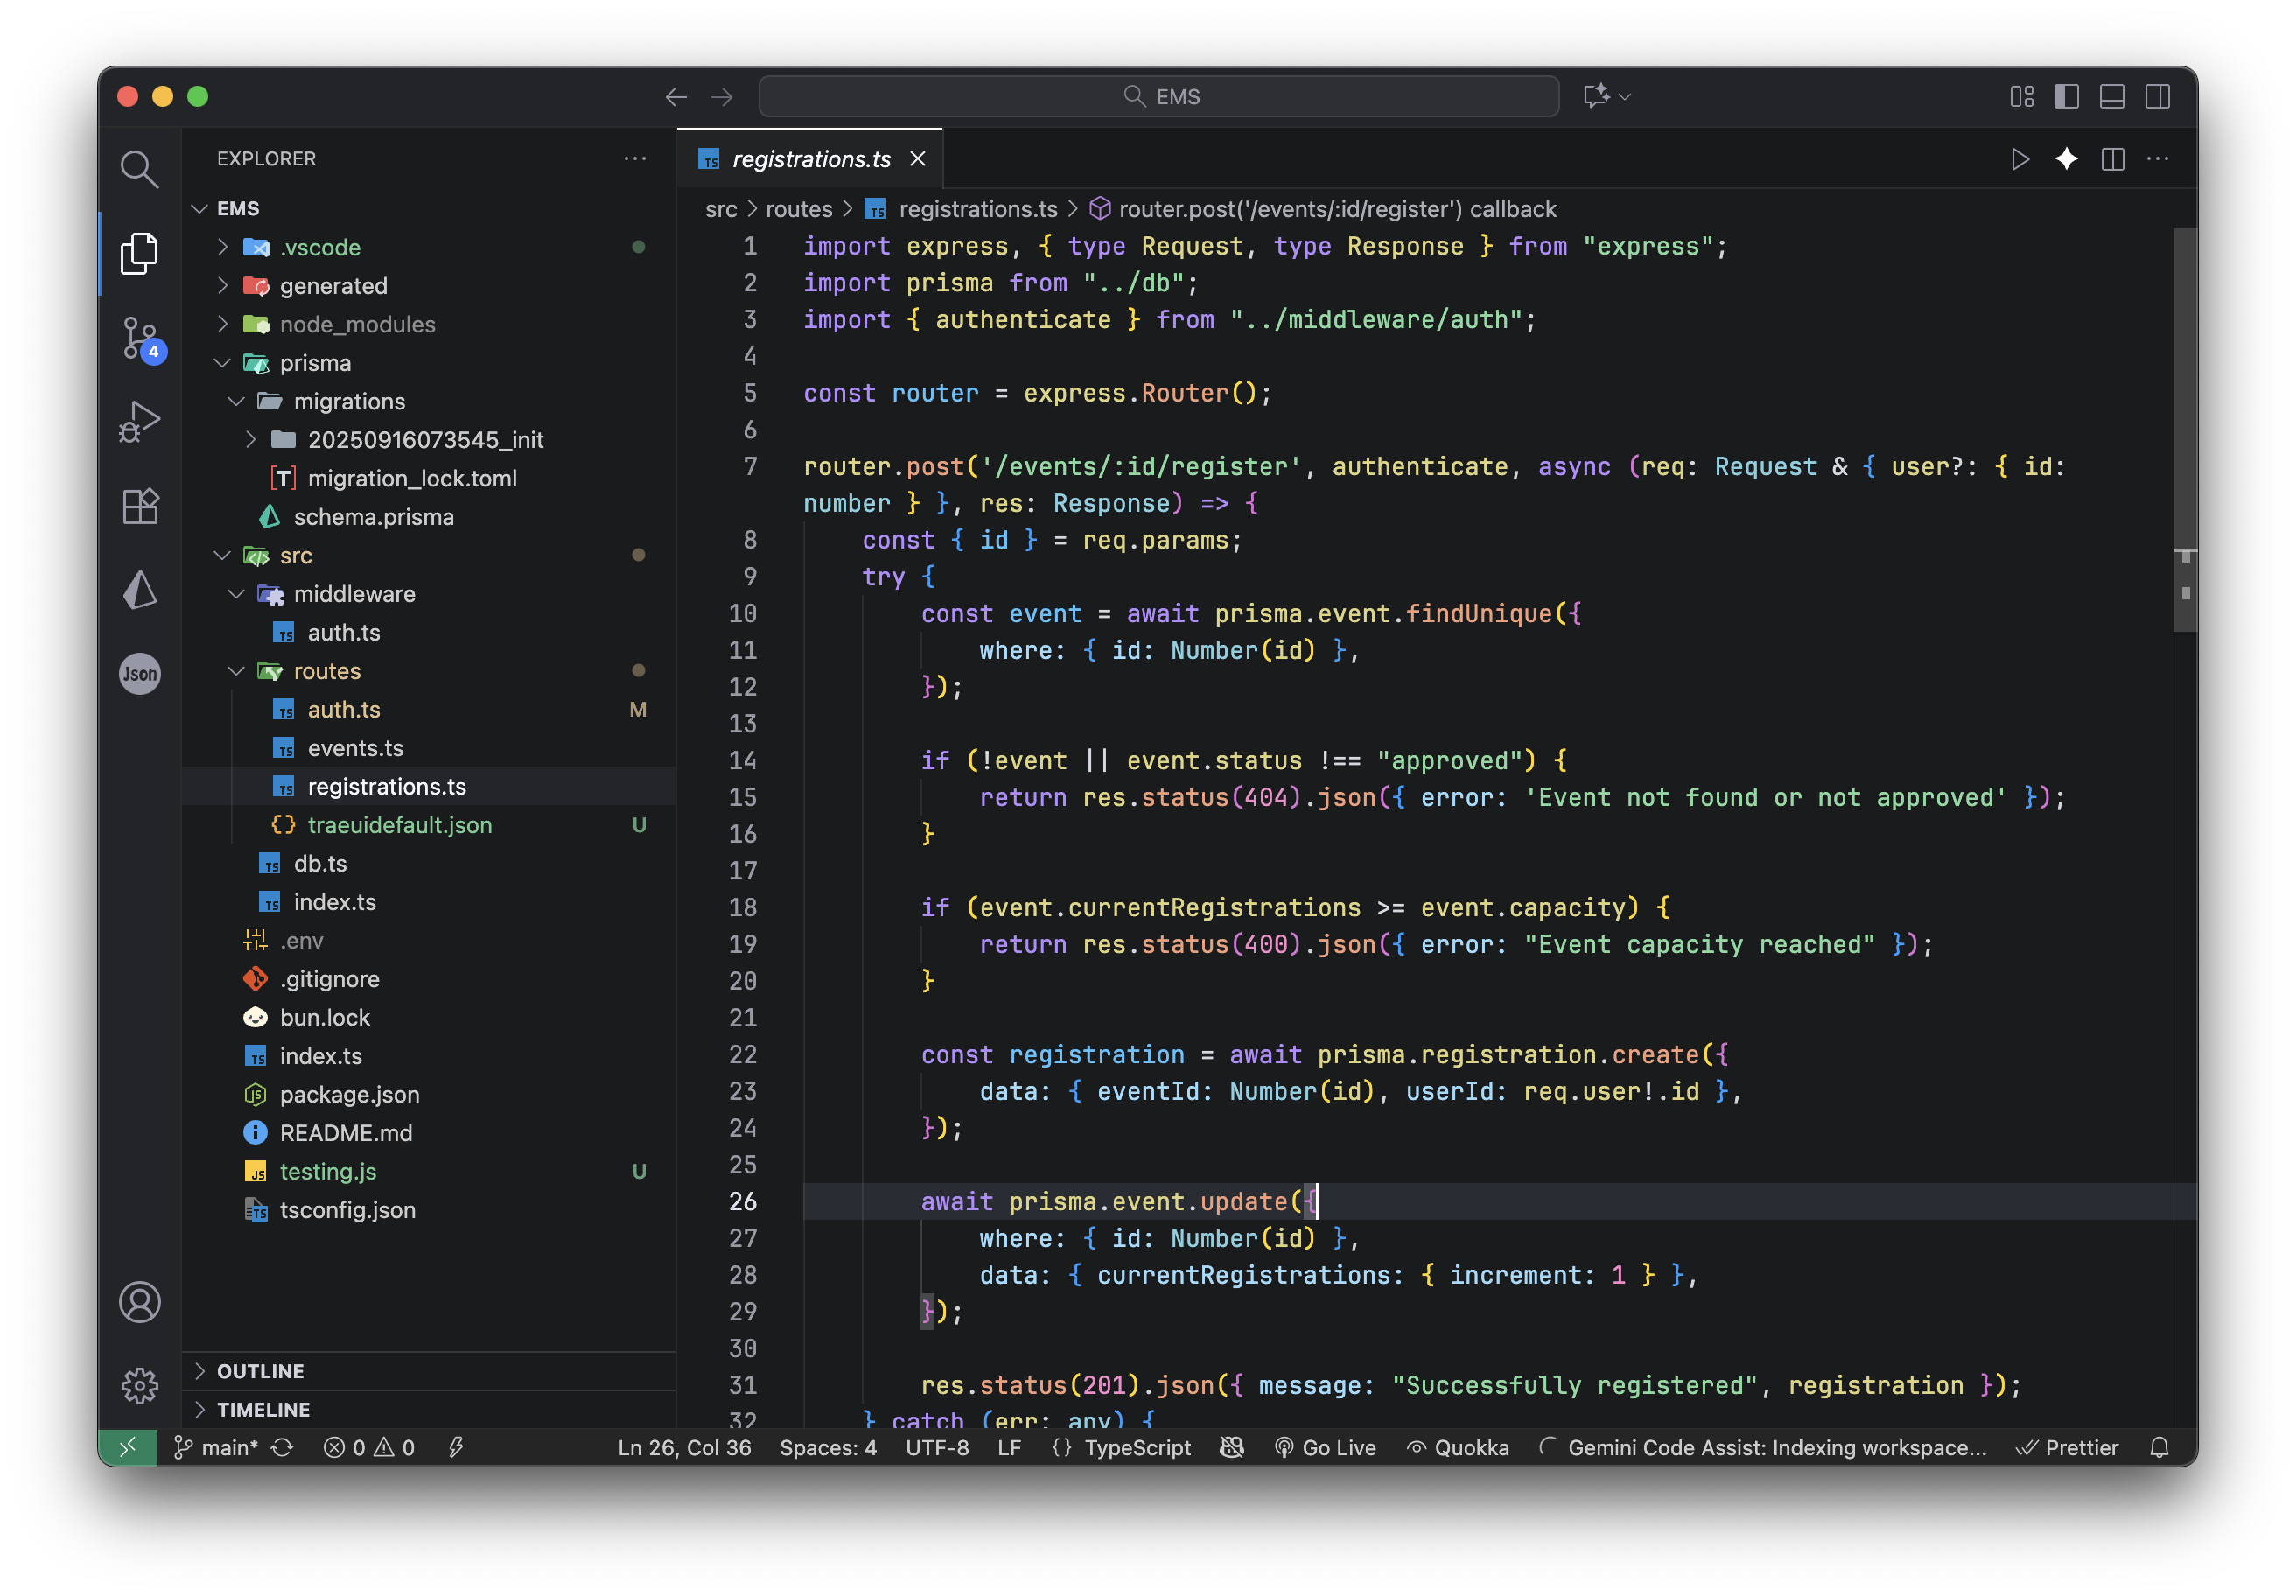 EMS
EXPLORER
EMS
.vscode
generated
node_modules
prisma
migrations
20250916073545_init
[T] migration_lock.toml
schema.prisma
src
middleware
TS auth.ts
routes
TS auth.ts M
TS events.ts
TS registrations.ts
{} traeuidefault.json U
TS db.ts
TS index.ts
.env
.gitignore
bun.lock
TS index.ts
JS package.json
i README.md
JS testing.js U
TS tsconfig.json
OUTLINE
TIMELINE
4
Json
TS registrations.ts
src > routes > TS registrations.ts > router.post('/events/:id/register') callback
1 import express, { type Request, type Response } from "express";
2 import prisma from "../db";
3 import { authenticate } from "../middleware/auth";
4
5 const router = express.Router();
6
7 router.post('/events/:id/register', authenticate, async (req: Request & { user?: { id:
number } }, res: Response) => {
8     const { id } = req.params;
9     try {
10         const event = await prisma.event.findUnique({
11             where: { id: Number(id) },
12         });
13
14         if (!event || event.status !== "approved") {
15             return res.status(404).json({ error: 'Event not found or not approved' });
16         }
17
18         if (event.currentRegistrations >= event.capacity) {
19             return res.status(400).json({ error: "Event capacity reached" });
20         }
21
22         const registration = await prisma.registration.create({
23             data: { eventId: Number(id), userId: req.user!.id },
24         });
25
26         await prisma.event.update({
27             where: { id: Number(id) },
28             data: { currentRegistrations: { increment: 1 } },
29         });
30
31         res.status(201).json({ message: "Successfully registered", registration });
32     } catch (err: any) {
main* 0 0 Ln 26, Col 36 Spaces: 4 UTF-8 LF {} TypeScript Go Live Quokka Gemini Code Assist: Indexing workspace... Prettier